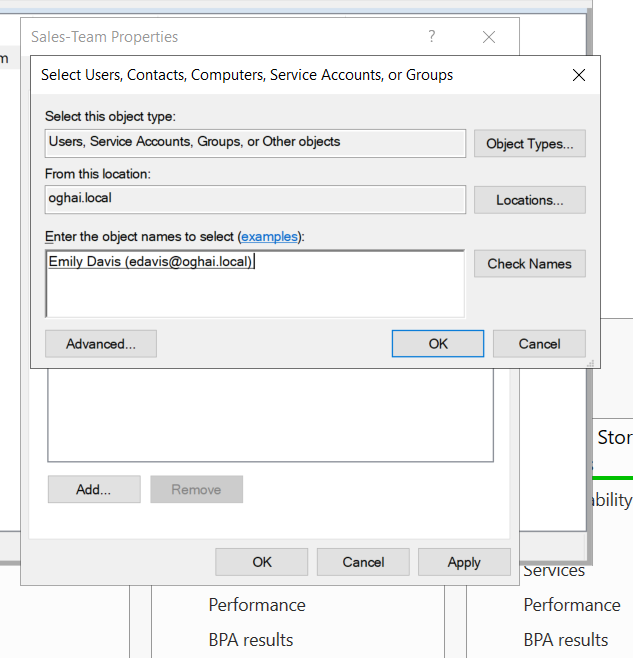 Sales-Team Properties
?
m
Select Users, Contacts, Computers, Service Accounts, or Groups
Select this object type:
Users, Service Accounts, Groups, or Other objects
Object Types...
From this location:
oghai.local
Locations...
Enter the object names to select (examples):
Emily Davis (edavis@oghai.local)
Check Names
Advanced...
OK
Cancel
Stor
Add...
Remove
ability
OK
Cancel
Apply
Services
Performance
Performance
BPA results
BPA results